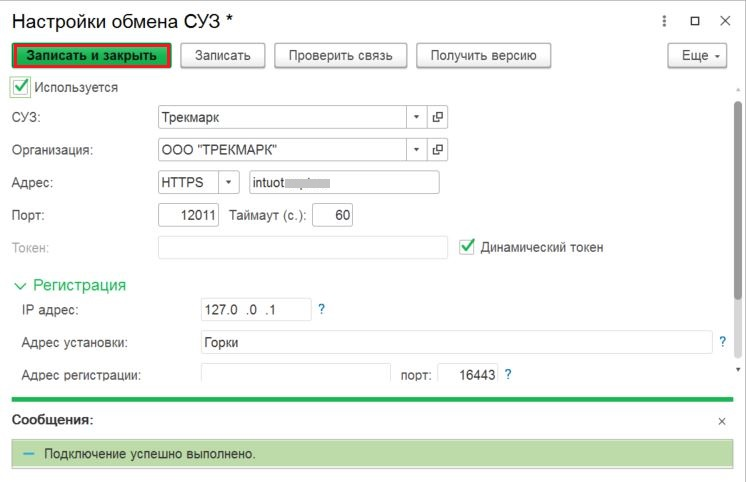 Настройки обмена СУЗ *
Записать и закрыть Записать Проверить связь Получить версию Еще
Используется
СУЗ: Трекмарк
Организация: ООО "ТРЕКМАРК"
Адрес: HTTPS intuot
Порт: 12011 Таймаут (с.): 60
Токен: Динамический токен
Регистрация
IP адрес: 127.0 .0 .1 ?
Адрес установки: Горки ?
Адрес регистрации: порт: 16443 ?
Сообщения:
Подключение успешно выполнено.